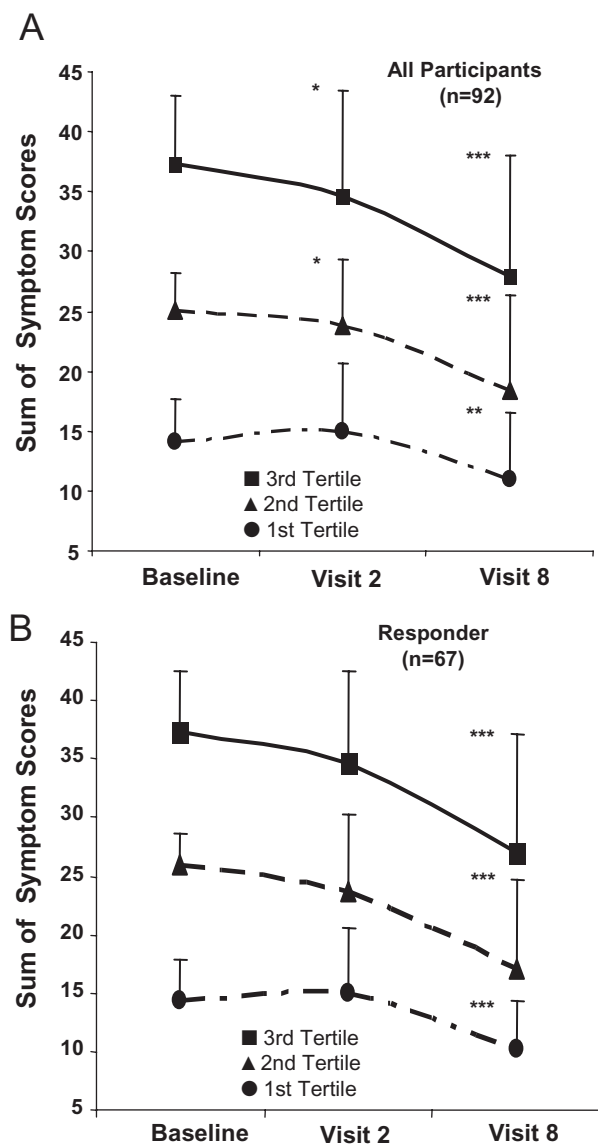 A
All Participants
(n=92)
Sum of Symptom Scores
45
40
35
30
25
20
15
10
5
*
***
*
***
**
3rd Tertile
2nd Tertile
1st Tertile
Baseline Visit 2 Visit 8
B
Responder
(n=67)
Sum of Symptom Scores
45
40
35
30
25
20
15
10
5
***
***
***
3rd Tertile
2nd Tertile
1st Tertile
Baseline Visit 2 Visit 8